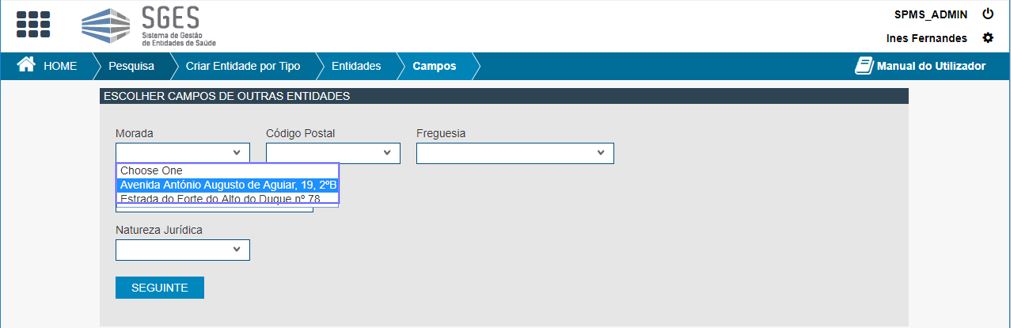 SGES
Sistema de Gestão
de Entidades de Saúde
SPMS_ADMIN
Ines Fernandes
HOME
Pesquisa
Criar Entidade por Tipo
Entidades
Campos
Manual do Utilizador
ESCOLHER CAMPOS DE OUTRAS ENTIDADES
Morada
Código Postal
Freguesia
Choose One
Avenida António Augusto de Aguiar, 19, 2ºB
Estrada do Forte do Alto do Duque nº 78
Natureza Jurídica
SEGUINTE